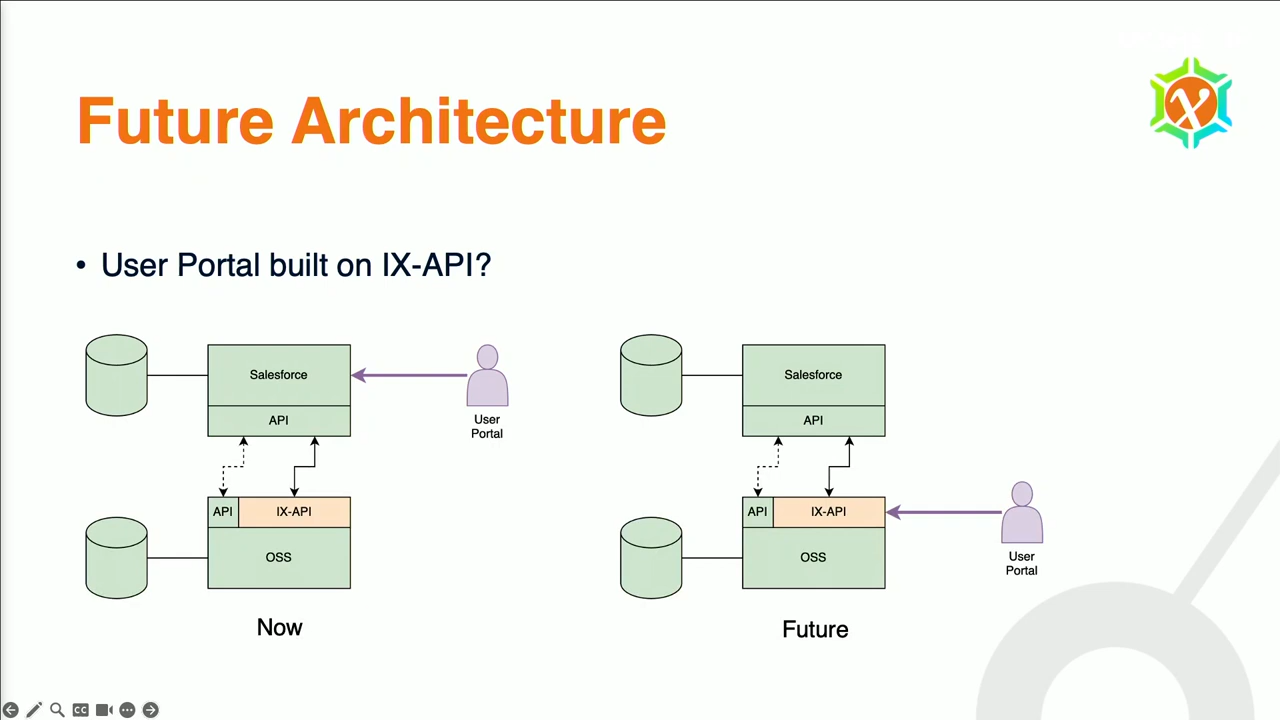 Future Architecture
• User Portal built on IX-API?
Salesforce
API
User
Portal
API
IX-API
OSS
Now
Salesforce
API
API
IX-API
User
Portal
OSS
Future
CC